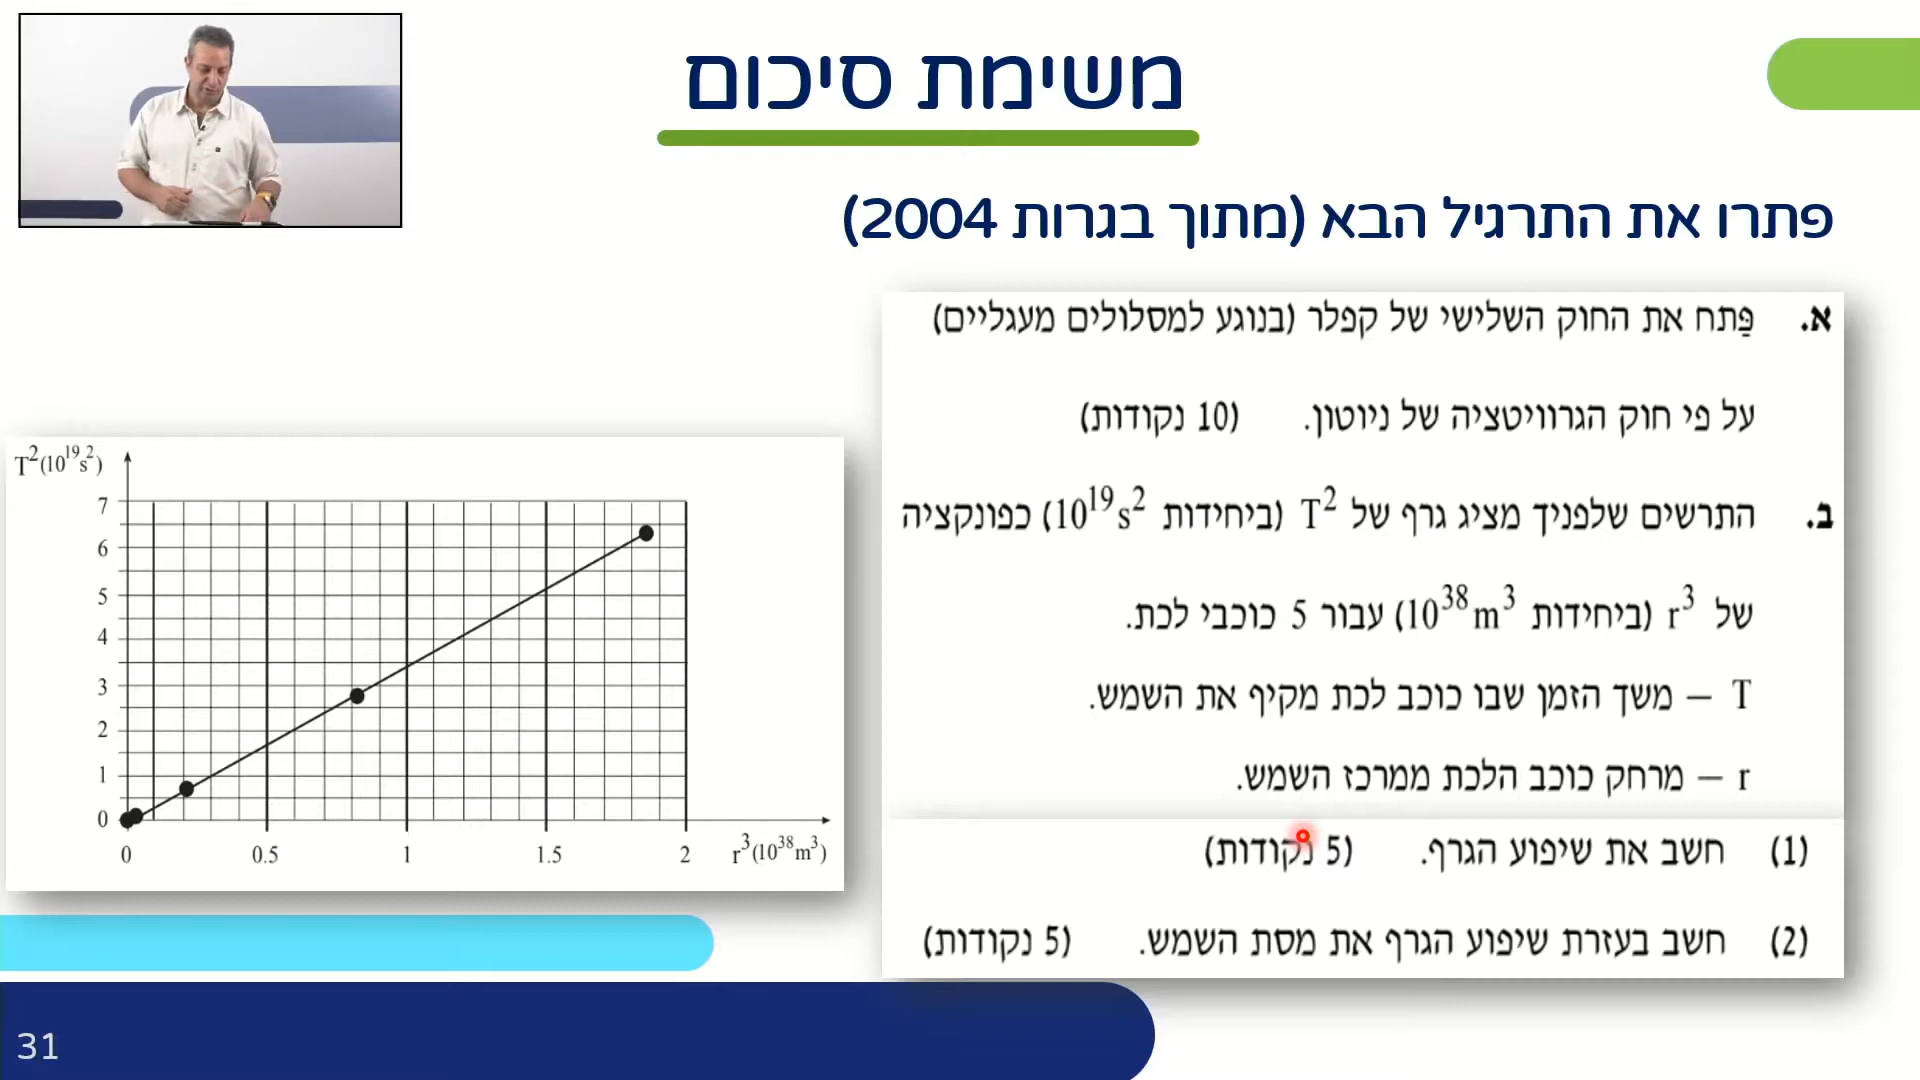 משימת סיכום
פתרו את התרגיל הבא (מתוך בגרות 2004)
א. פַּתח את החוק השלישי של קפלר (בנוגע למסלולים מעגליים)
על פי חוק הגרוויטציה של ניוטון. (10 נקודות)
ב. התרשים שלפניך מציג גרף של T² (ביחידות 10¹⁹s²) כפונקציה
של r³ (ביחידות 10³⁸m³) עבור 5 כוכבי לכת.
T – משך הזמן שבו כוכב לכת מקיף את השמש.
r – מרחק כוכב הלכת ממרכז השמש.
(1) חשב את שיפוע הגרף. (5 נקודות)
(2) חשב בעזרת שיפוע הגרף את מסת השמש. (5 נקודות)
T²(10¹⁹s²)
7
6
5
4
3
2
1
0
0 0.5 1 1.5 2 r³(10³⁸m³)
31